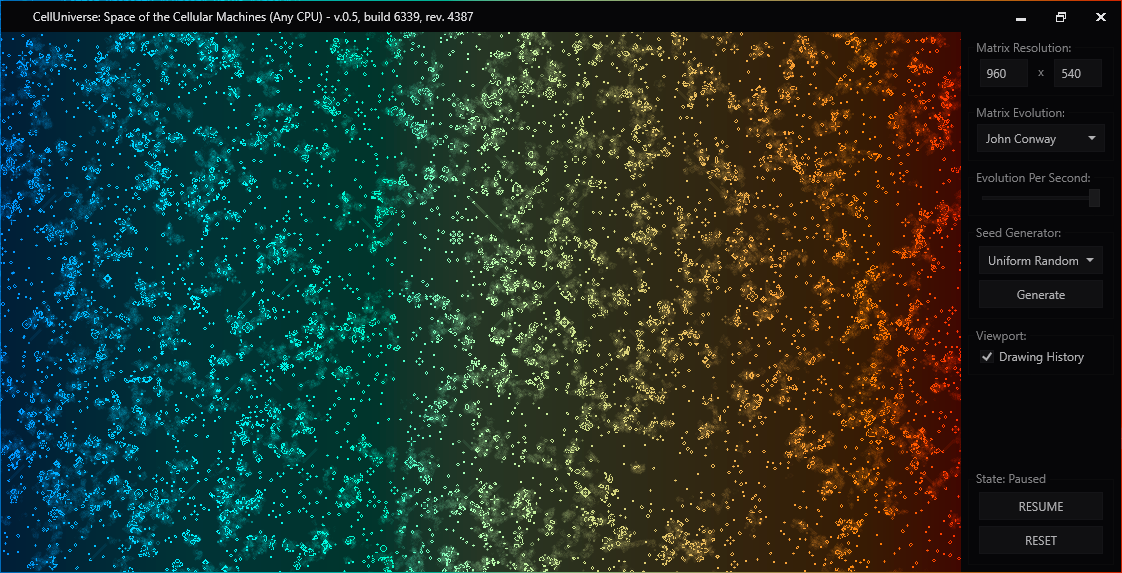 CellUniverse: Space of the Cellular Machines (Any CPU) - v.0.5, build 6339, rev. 4387
Matrix Resolution:
960 x 540
Matrix Evolution:
John Conway
Evolution Per Second:
Seed Generator:
Uniform Random
Generate
Viewport:
Drawing History
State: Paused
RESUME
RESET